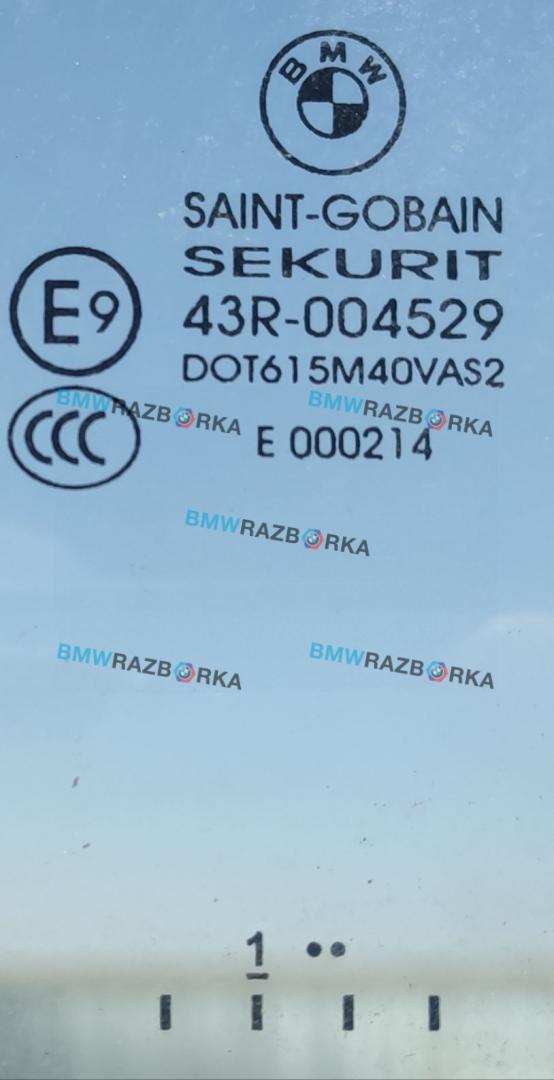 BMW
SAINT-GOBAIN
SEKURIT
E9
43R-004529
DOT615M40VAS2
CCC
E 000214
BMWRAZBORKA
BMWRAZBORKA
BMWRAZBORKA
BMWRAZBORKA
BMWRAZBORKA
1 ••